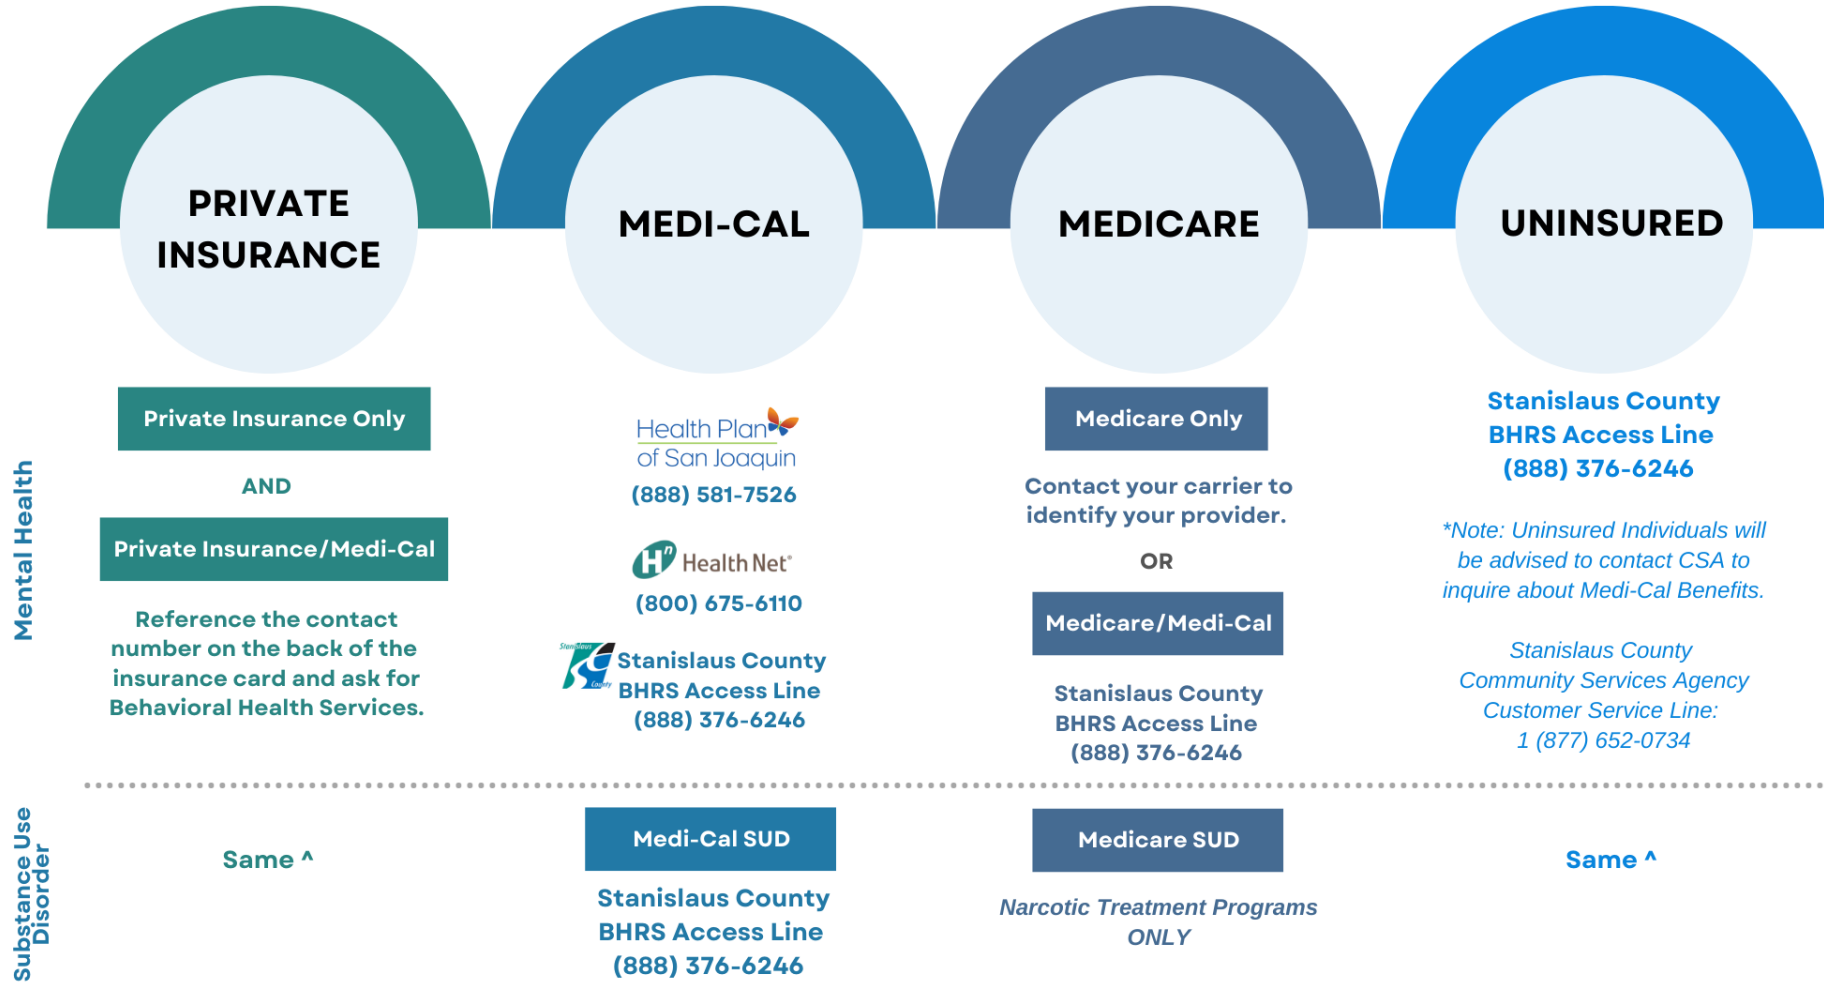 PRIVATE
INSURANCE
MEDI-CAL
MEDICARE
UNINSURED
Mental Health
Private Insurance Only
AND
Private Insurance/Medi-Cal
Reference the contact
number on the back of the
insurance card and ask for
Behavioral Health Services.
Health Plan
of San Joaquin
(888) 581-7526
Hn Health Net®
(800) 675-6110
Stanislaus
County
Stanislaus County
BHRS Access Line
(888) 376-6246
Medicare Only
Contact your carrier to
identify your provider.
OR
Medicare/Medi-Cal
Stanislaus County
BHRS Access Line
(888) 376-6246
Stanislaus County
BHRS Access Line
(888) 376-6246
*Note: Uninsured Individuals will
be advised to contact CSA to
inquire about Medi-Cal Benefits.
Stanislaus County
Community Services Agency
Customer Service Line:
1 (877) 652-0734
Substance Use
Disorder
Same ^
Medi-Cal SUD
Stanislaus County
BHRS Access Line
(888) 376-6246
Medicare SUD
Narcotic Treatment Programs
ONLY
Same ^